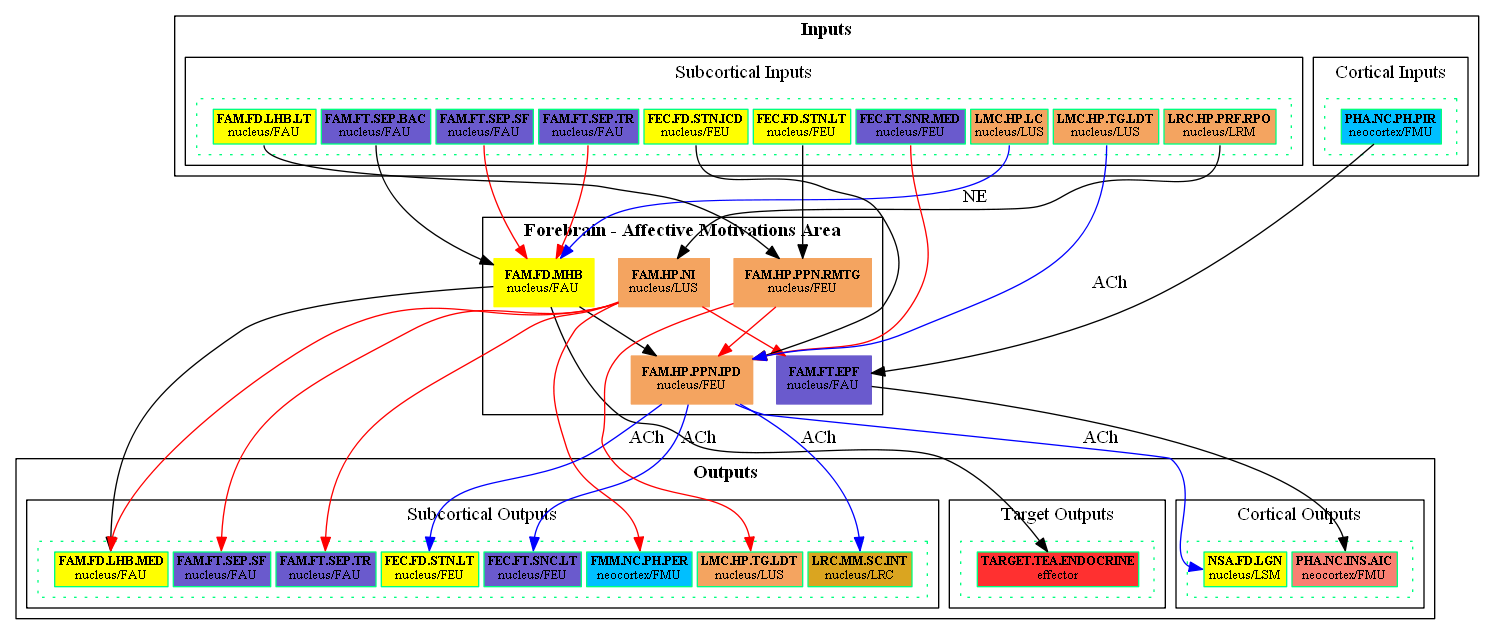 Inputs
Subcortical Inputs
Cortical Inputs
FAM.FD.LHB.LT
nucleus/FAU
FAM.FT.SEP.BAC
nucleus/FAU
FAM.FT.SEP.SF
nucleus/FAU
FAM.FT.SEP.TR
nucleus/FAU
FEC.FD.STN.ICD
nucleus/FEU
FEC.FD.STN.LT
nucleus/FEU
FEC.FT.SNR.MED
nucleus/FEU
LMC.HP.LC
nucleus/LUS
LMC.HP.TG.LDT
nucleus/LUS
LRC.HP.PRF.RPO
nucleus/LRM
PHA.NC.PH.PIR
neocortex/FMU
NE
Forebrain - Affective Motivations Area
FAM.FD.MHB
nucleus/FAU
FAM.HP.NI
nucleus/LUS
FAM.HP.PPN.RMTG
nucleus/FEU
ACh
FAM.HP.PPN.IPD
nucleus/FEU
FAM.FT.EPF
nucleus/FAU
ACh
ACh
ACh
ACh
Outputs
Subcortical Outputs
Target Outputs
Cortical Outputs
FAM.FD.LHB.MED
nucleus/FAU
FAM.FT.SEP.SF
nucleus/FAU
FAM.FT.SEP.TR
nucleus/FAU
FEC.FD.STN.LT
nucleus/FEU
FEC.FT.SNC.LT
nucleus/FEU
FMM.NC.PH.PER
neocortex/FMU
LMC.HP.TG.LDT
nucleus/LUS
LRC.MM.SC.INT
nucleus/LRC
TARGET.TEA.ENDOCRINE
effector
NSA.FD.LGN
nucleus/LSM
PHA.NC.INS.AIC
neocortex/FMU